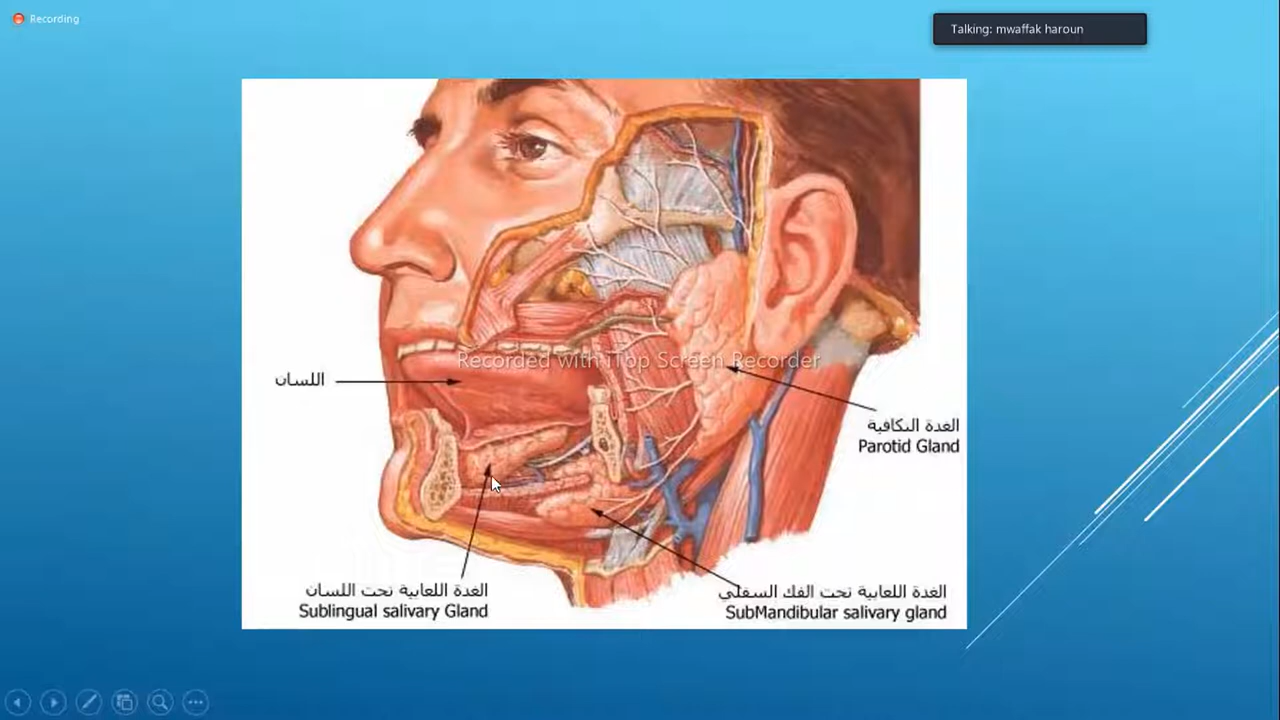 Recording
Talking: mwaffak haroun
Recorded with iTop Screen Recorder
اللسان
الغدة النكافية
Parotid Gland
الغدة اللعابية تحت اللسان
Sublingual salivary Gland
الغدة اللعابية تحت الفك السفلي
SubMandibular salivary gland